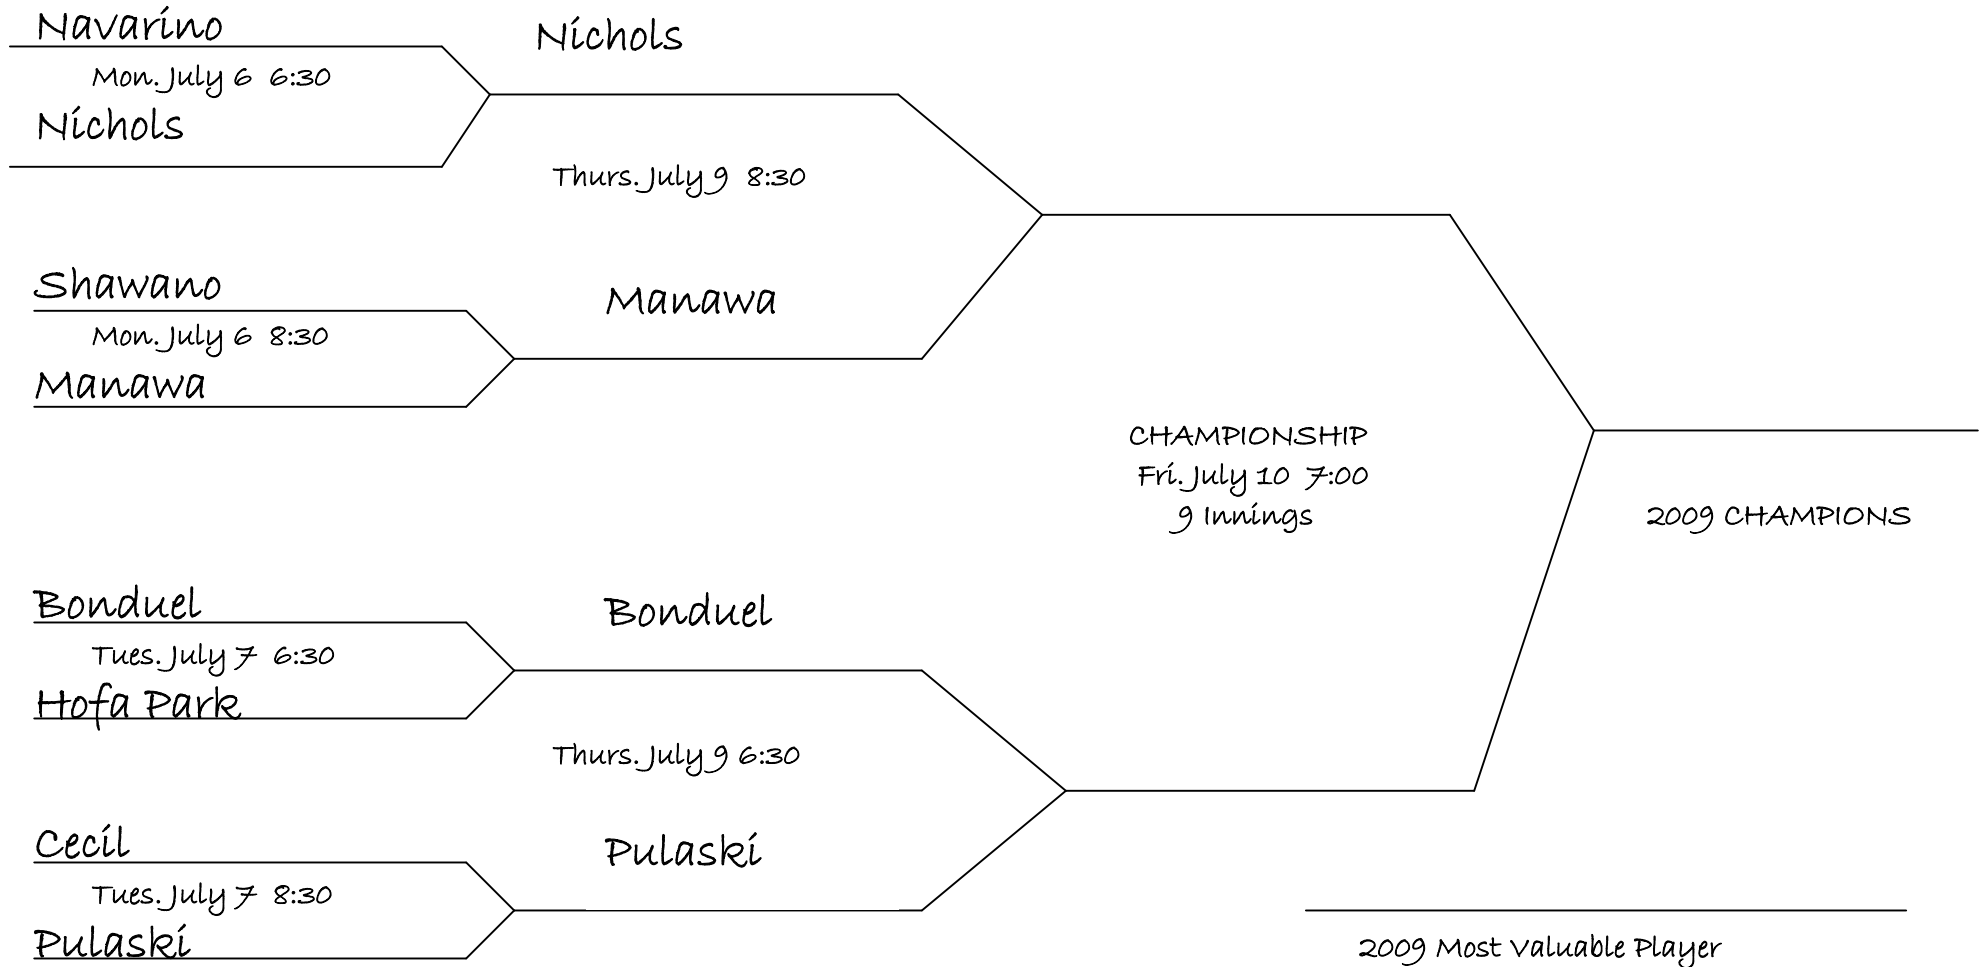 Navarino
Mon. July 6 6:30
Nichols
Shawano
Mon. July 6 8:30
Manawa
Bonduel
Tues. July 7 6:30
Hofa Park
Cecil
Tues. July 7 8:30
Pulaski
Nichols
Thurs. July 9 8:30
Manawa
Bonduel
Thurs. July 9 6:30
Pulaski
CHAMPIONSHIP
Fri. July 10 7:00
9 Innings
2009 CHAMPIONS
2009 Most Valuable Player